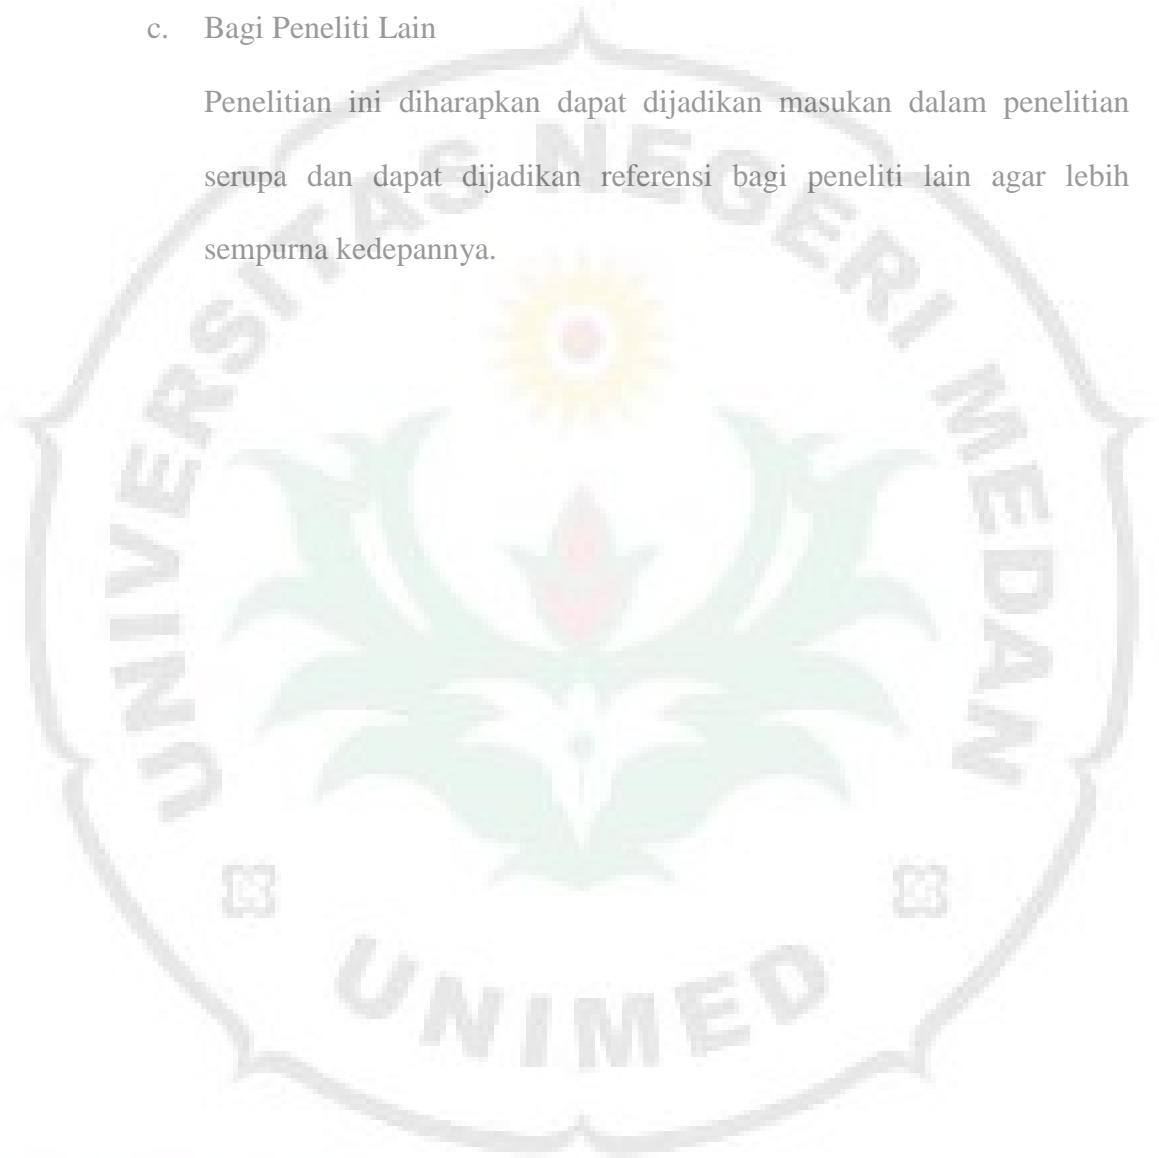 c. Bagi Peneliti Lain
Penelitian ini diharapkan dapat dijadikan masukan dalam penelitian
serupa dan dapat dijadikan referensi bagi peneliti lain agar lebih
sempurna kedepannya.
UNIVERSITAS NEGERI MEDAN
UNIMED